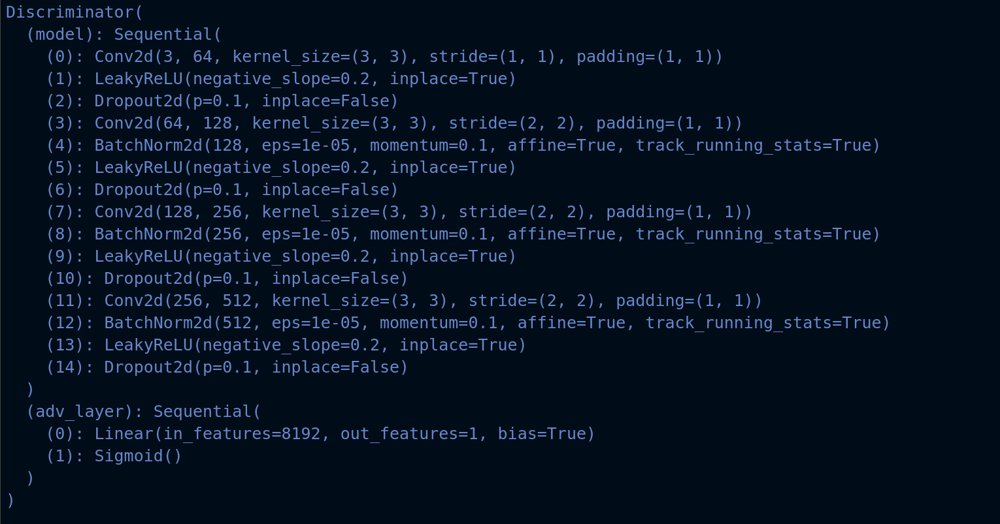 Discriminator(
  (model): Sequential(
    (0): Conv2d(3, 64, kernel_size=(3, 3), stride=(1, 1), padding=(1, 1))
    (1): LeakyReLU(negative_slope=0.2, inplace=True)
    (2): Dropout2d(p=0.1, inplace=False)
    (3): Conv2d(64, 128, kernel_size=(3, 3), stride=(2, 2), padding=(1, 1))
    (4): BatchNorm2d(128, eps=1e-05, momentum=0.1, affine=True, track_running_stats=True)
    (5): LeakyReLU(negative_slope=0.2, inplace=True)
    (6): Dropout2d(p=0.1, inplace=False)
    (7): Conv2d(128, 256, kernel_size=(3, 3), stride=(2, 2), padding=(1, 1))
    (8): BatchNorm2d(256, eps=1e-05, momentum=0.1, affine=True, track_running_stats=True)
    (9): LeakyReLU(negative_slope=0.2, inplace=True)
    (10): Dropout2d(p=0.1, inplace=False)
    (11): Conv2d(256, 512, kernel_size=(3, 3), stride=(2, 2), padding=(1, 1))
    (12): BatchNorm2d(512, eps=1e-05, momentum=0.1, affine=True, track_running_stats=True)
    (13): LeakyReLU(negative_slope=0.2, inplace=True)
    (14): Dropout2d(p=0.1, inplace=False)
  )
  (adv_layer): Sequential(
    (0): Linear(in_features=8192, out_features=1, bias=True)
    (1): Sigmoid()
  )
)